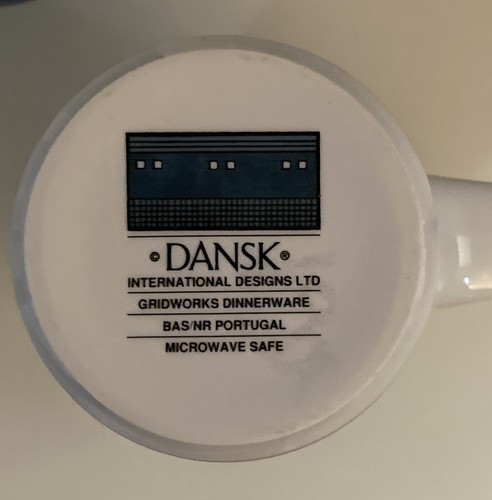 © DANSK ®
INTERNATIONAL DESIGNS LTD
GRIDWORKS DINNERWARE
BAS/NR PORTUGAL
MICROWAVE SAFE